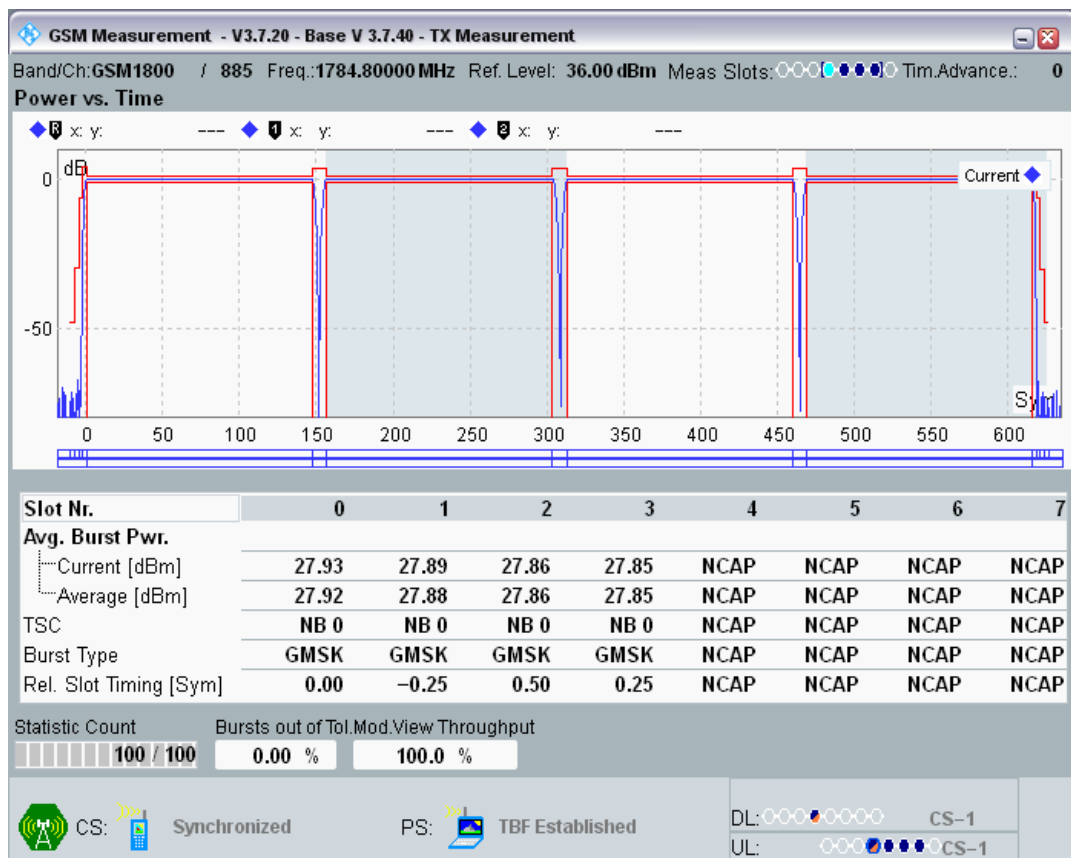 GSM Measurement - V3.7.20 - Base V 3.7.40 - TX Measurement
Band/Ch:GSM1800 / 885 Freq.:1784.80000 MHz Ref. Level: 36.00 dBm Meas Slots: Tim.Advance.: 0
Power vs. Time
R x: y: --- 1 x: y: --- 2 x: y: ---
dB
Current
0
-50
0 50 100 150 200 250 300 350 400 450 500 550 600
Slot Nr. 0 1 2 3 4 5 6 7
Avg. Burst Pwr.
Current [dBm] 27.93 27.89 27.86 27.85 NCAP NCAP NCAP NCAP
Average [dBm] 27.92 27.88 27.86 27.85 NCAP NCAP NCAP NCAP
TSC NB 0 NB 0 NB 0 NB 0 NCAP NCAP NCAP NCAP
Burst Type GMSK GMSK GMSK GMSK NCAP NCAP NCAP NCAP
Rel. Slot Timing [Sym] 0.00 −0.25 0.50 0.25 NCAP NCAP NCAP NCAP
Statistic Count Bursts out of Tol.Mod.View Throughput
100 / 100 0.00 % 100.0 %
CS: Synchronized PS: TBF Established
DL: CS−1
UL: CS−1